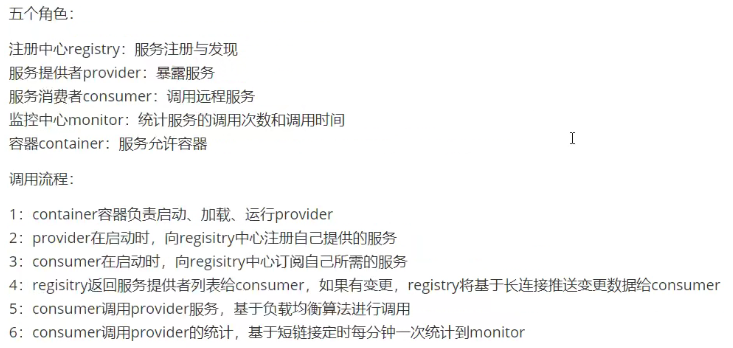 五个角色：
注册中心registry：服务注册与发现
服务提供者provider：暴露服务
服务消费者consumer：调用远程服务
监控中心monitor：统计服务的调用次数和调用时间
容器container：服务允许容器
调用流程：
1：container容器负责启动、加载、运行provider
2：provider在启动时，向regisitry中心注册自己提供的服务
3：consumer在启动时，向regisitry中心订阅自己所需的服务
4：regisitry返回服务提供者列表给consumer，如果有变更，registry将基于长连接推送变更数据给consumer
5：consumer调用provider服务，基于负载均衡算法进行调用
6：consumer调用provider的统计，基于短链接定时每分钟一次统计到monitor